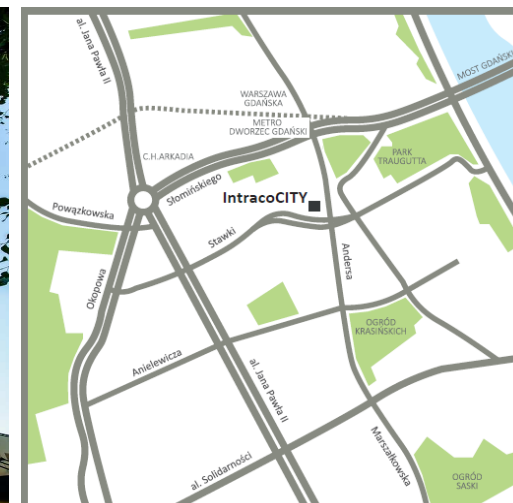 al. Jana Pawła II
MOST GDAŃSKI
WARSZAWA
GDAŃSKA
METRO
DWORZEC GDAŃSKI
C.H.ARKADIA
PARK
TRAUGUTTA
Słomińskiego
IntracoCITY
Powązkowska
Stawki
Andersa
Okopowa
OGRÓD
KRASIŃSKICH
Anielewicza
al. Jana Pawła II
Marszałkowska
al. Solidarności
OGRÓD
SASKI